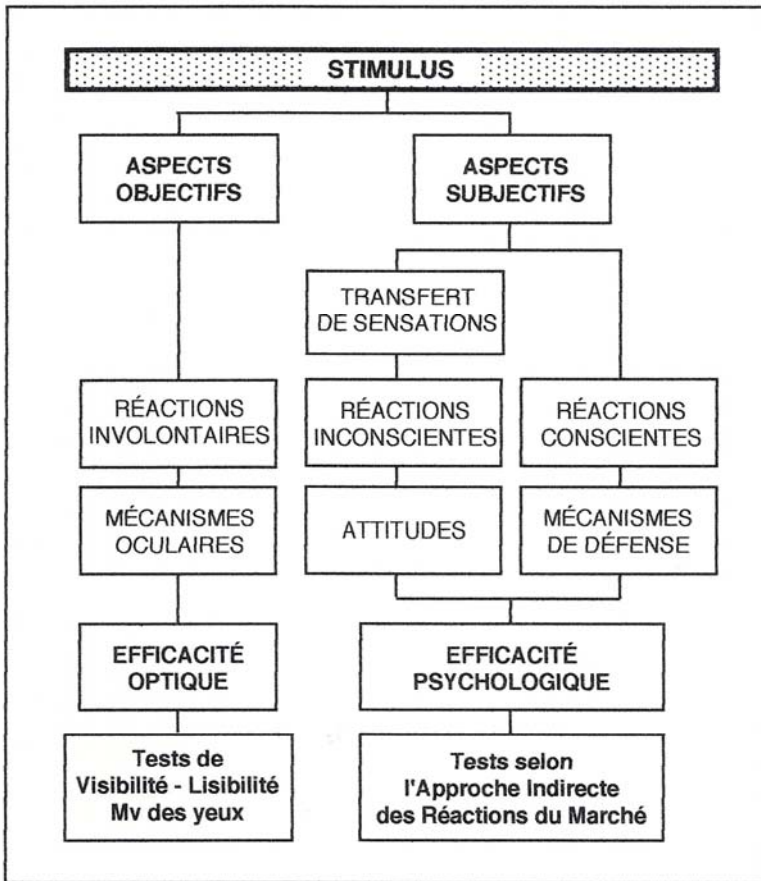 STIMULUS
ASPECTS
OBJECTIFS
ASPECTS
SUBJECTIFS
TRANSFERT
DE SENSATIONS
RÉACTIONS
INVOLONTAIRES
RÉACTIONS
INCONSCIENTES
RÉACTIONS
CONSCIENTES
MÉCANISMES
OCULAIRES
ATTITUDES
MÉCANISMES
DE DÉFENSE
EFFICACITÉ
OPTIQUE
EFFICACITÉ
PSYCHOLOGIQUE
Tests de
Visibilité - Lisibilité
Mv des yeux
Tests selon
l'Approche Indirecte
des Réactions du Marché